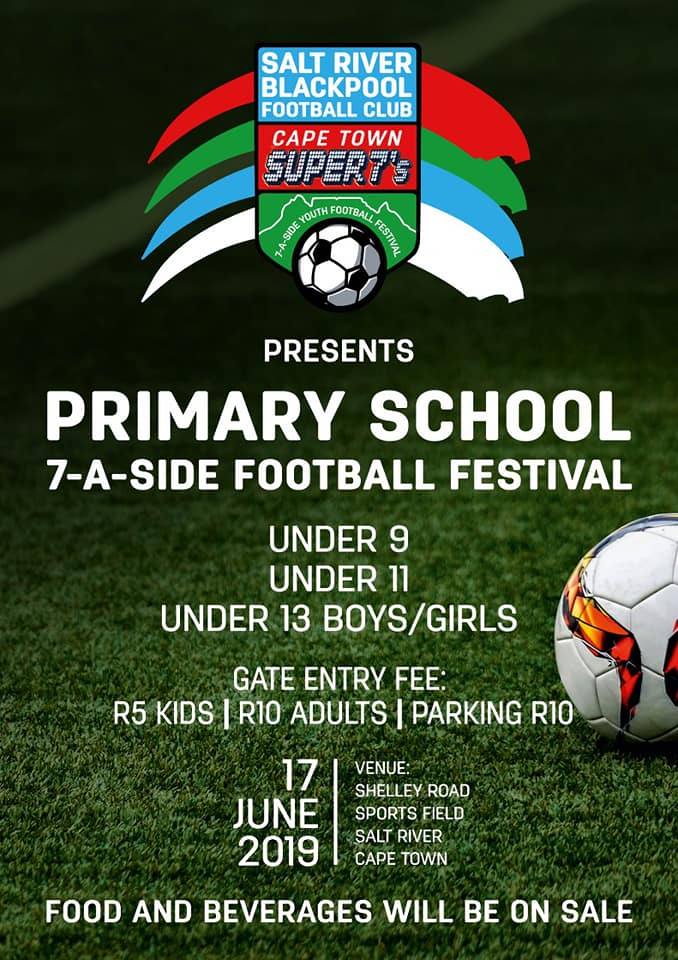 SALT RIVER
BLACKPOOL
FOOTBALL CLUB
CAPE TOWN
SUPER7's
7-A-SIDE YOUTH FOOTBALL FESTIVAL
PRESENTS
PRIMARY SCHOOL
7-A-SIDE FOOTBALL FESTIVAL
UNDER 9
UNDER 11
UNDER 13 BOYS/GIRLS
GATE ENTRY FEE:
R5 KIDS | R10 ADULTS | PARKING R10
17
JUNE
2019
VENUE:
SHELLEY ROAD
SPORTS FIELD
SALT RIVER
CAPE TOWN
FOOD AND BEVERAGES WILL BE ON SALE